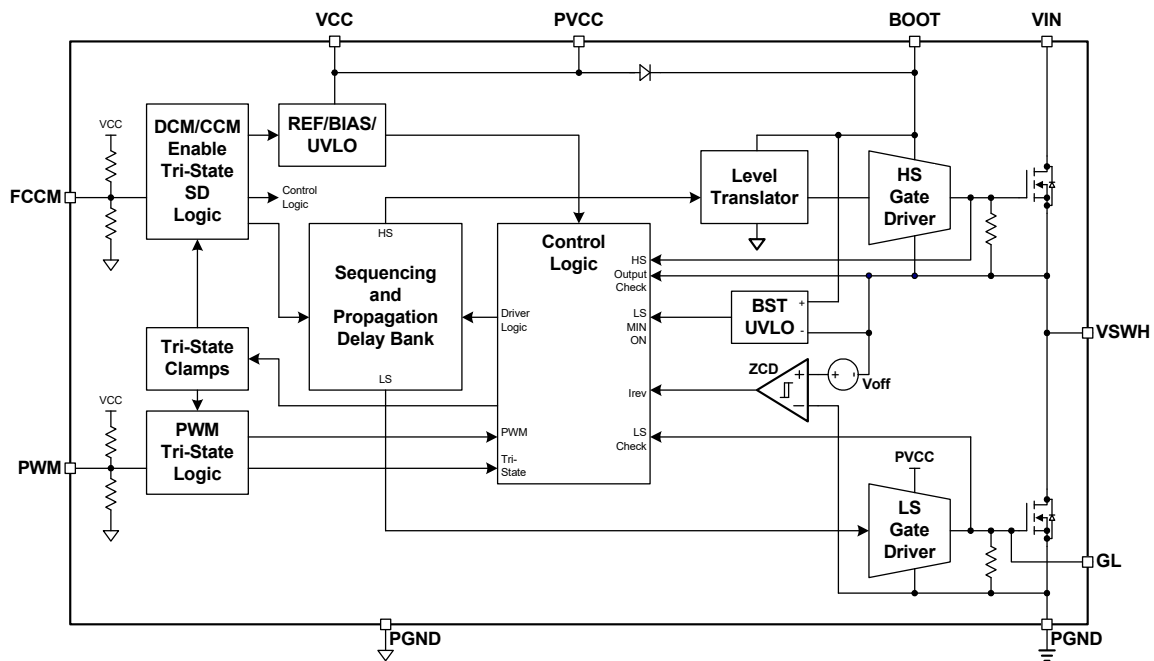 VCC
PVCC
BOOT
VIN
VCC
DCM/CCM
Enable
Tri-State
SD
Logic
REF/BIAS/
UVLO
Control
Logic
FCCM
Level
Translator
HS
Gate
Driver
HS
Sequencing
and
Propagation
Delay Bank
LS
Control
Logic
Driver
Logic
HS
Output
Check
LS
MIN
ON
Irev
LS
Check
PWM
Tri-
State
BST
UVLO
+
-
VSWH
ZCD
+
−
+
-
Voff
Tri-State
Clamps
VCC
PWM
Tri-State
Logic
PWM
PVCC
LS
Gate
Driver
GL
PGND
PGND